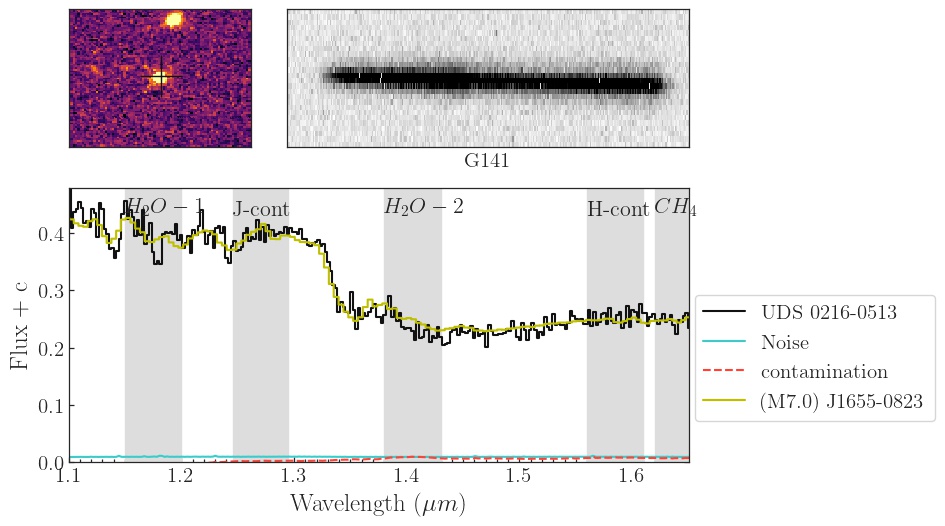 G141
H₂O − 1
J-cont
H₂O − 2
H-cont
CH₄
0.4
0.3
0.2
0.1
0.0
Flux + c
1.1
1.2
1.3
1.4
1.5
1.6
Wavelength (μm)
UDS 0216-0513
Noise
contamination
(M7.0) J1655-0823